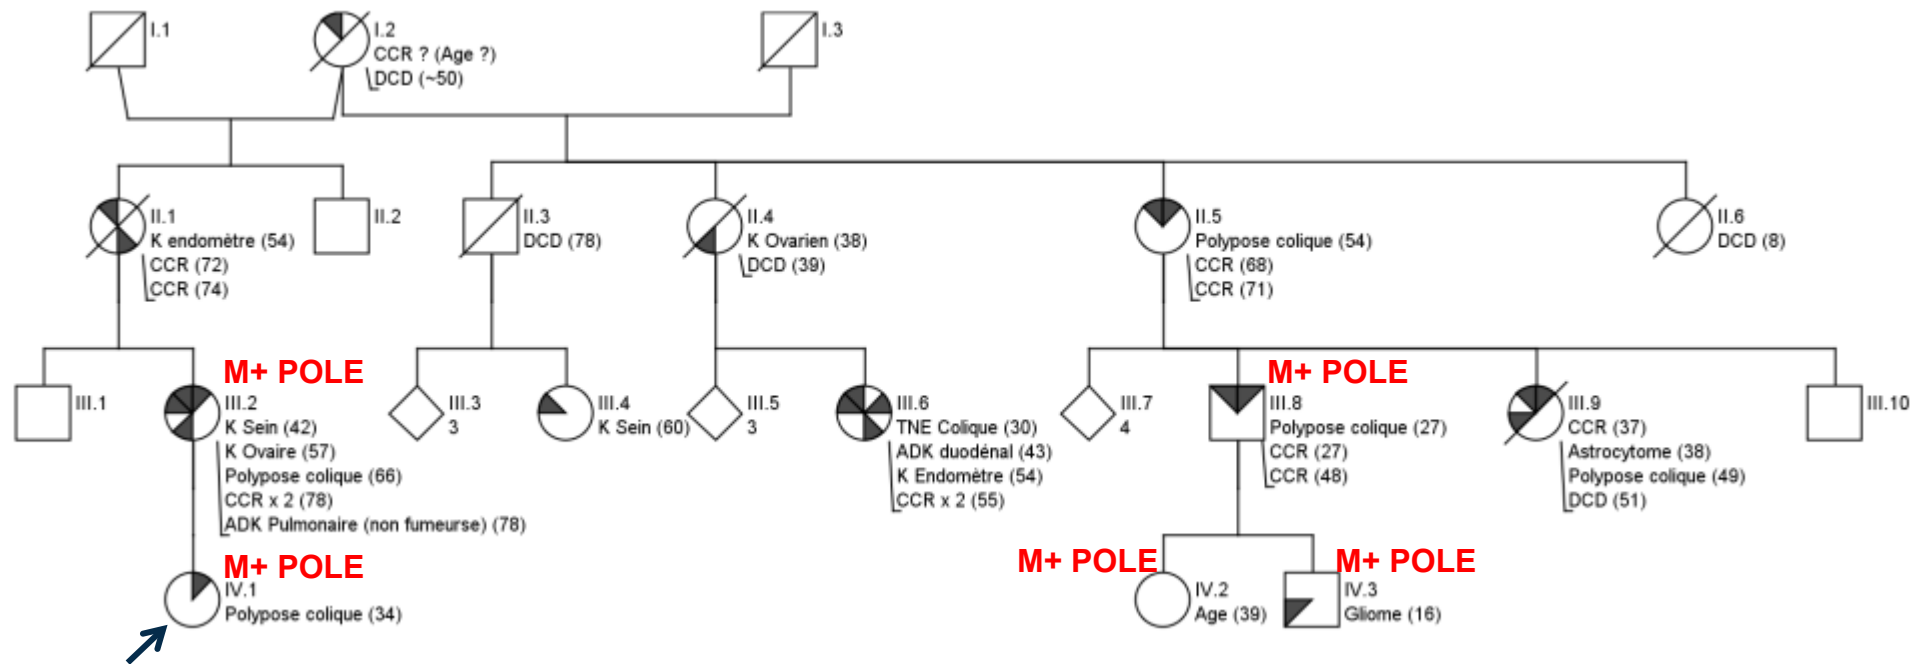 I.1
I.2
CCR ? (Age ?)
DCD (~50)
I.3
II.1
K endomètre (54)
CCR (72)
CCR (74)
II.2
II.3
DCD (78)
II.4
K Ovarien (38)
DCD (39)
II.5
Polypose colique (54)
CCR (68)
CCR (71)
II.6
DCD (8)
III.1
M+ POLE
III.2
K Sein (42)
K Ovaire (57)
Polypose colique (66)
CCR x 2 (78)
ADK Pulmonaire (non fumeurse) (78)
III.3
3
III.4
K Sein (60)
III.5
3
III.6
TNE Colique (30)
ADK duodénal (43)
K Endomètre (54)
CCR x 2 (55)
III.7
4
M+ POLE
III.8
Polypose colique (27)
CCR (27)
CCR (48)
III.9
CCR (37)
Astrocytome (38)
Polypose colique (49)
DCD (51)
III.10
M+ POLE
IV.1
Polypose colique (34)
M+ POLE
IV.2
Age (39)
M+ POLE
IV.3
Gliome (16)